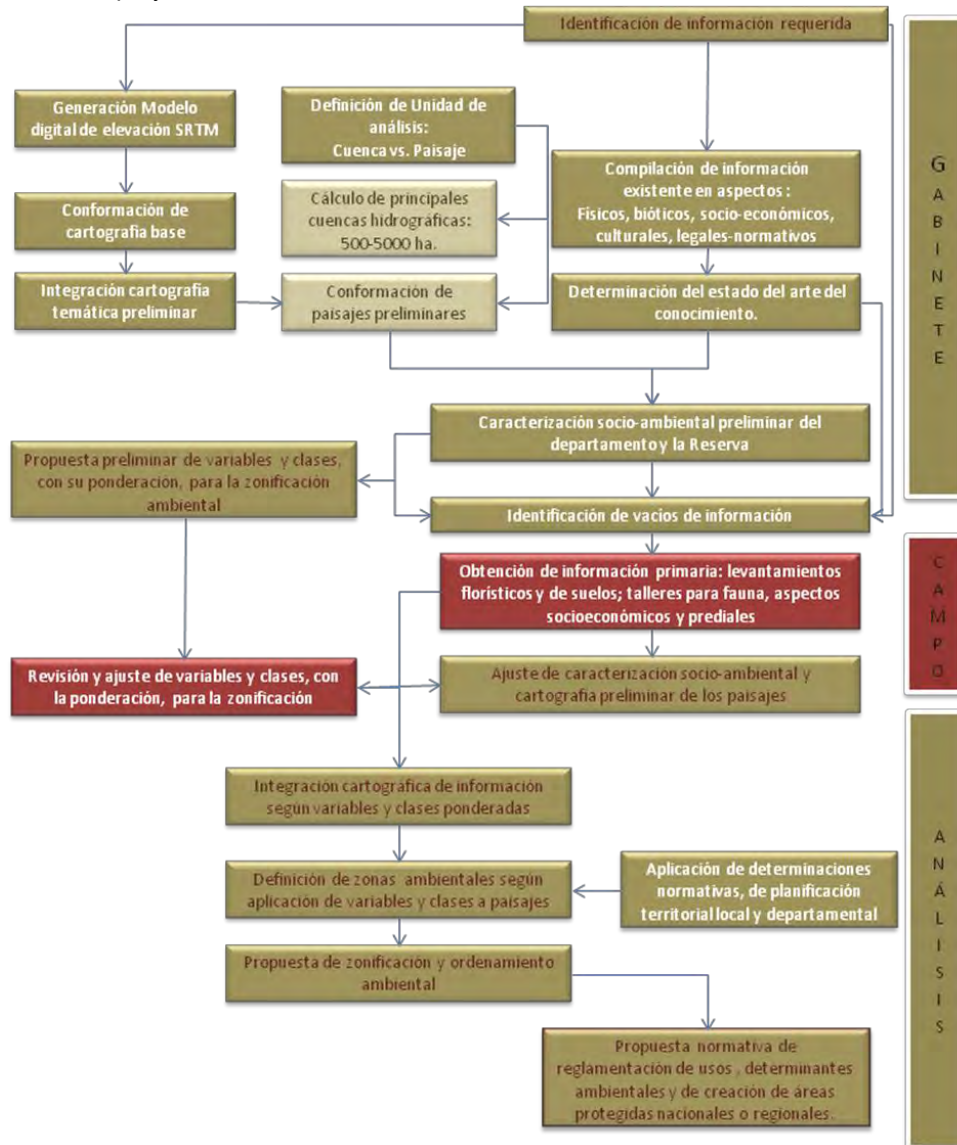 Identificación de información requerida
Generación Modelo
digital de elevación SRTM
Definición de Unidad de
análisis:
Cuenca vs. Paisaje
Compilación de información
existente en aspectos :
Físicos, bióticos, socio-económicos,
culturales, legales-normativos
Cálculo de principales
cuencas hidrográficas:
500-5000 ha.
Conformación de
cartografía base
Integración cartografía
temática preliminar
Conformación de
paisajes preliminares
Determinación del estado del arte del
conocimiento.
Caracterización socio-ambiental preliminar del
departamento y la Reserva
Propuesta preliminar de variables y clases,
con su ponderación, para la zonificación
ambiental
Identificación de vacíos de información
GABINETE
Obtención de información primaria: levantamientos
florísticos y de suelos; talleres para fauna, aspectos
socioeconómicos y prediales
Revisión y ajuste de variables y clases, con
la ponderación, para la zonificación
Ajuste de caracterización socio-ambiental y
cartografía preliminar de los paisajes
CAMPO
Integración cartográfica de información
según variables y clases ponderadas
Definición de zonas ambientales según
aplicación de variables y clases a paisajes
Aplicación de determinaciones
normativas, de planificación
territorial local y departamental
Propuesta de zonificación y ordenamiento
ambiental
Propuesta normativa de
reglamentación de usos , determinantes
ambientales y de creación de áreas
protegidas nacionales o regionales.
ANÁLISIS